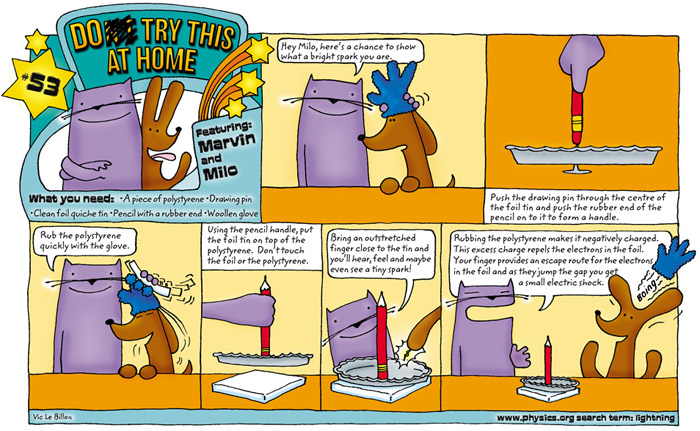 DO TRY THIS
AT HOME
#53
Featuring:
Marvin
and
Milo
What you need: •A piece of polystyrene •Drawing pin
•Clean foil quiche tin •Pencil with a rubber end •Woollen glove
Hey Milo, here's a chance to show
what a bright spark you are.
Push the drawing pin through the centre of
the foil tin and push the rubber end of the
pencil on to it to form a handle.
Rub the polystyrene
quickly with the glove.
Using the pencil handle, put
the foil tin on top of the
polystyrene. Don't touch
the foil or the polystyrene.
Bring an outstretched
finger close to the tin and
you'll hear, feel and maybe
even see a tiny spark!
Rubbing the polystyrene makes it negatively charged.
This excess charge repels the electrons in the foil.
Your finger provides an escape route for the electrons
in the foil and as they jump the gap you get
a small electric shock.
BOING
Vic Le Billon
www.physics.org search term: lightning